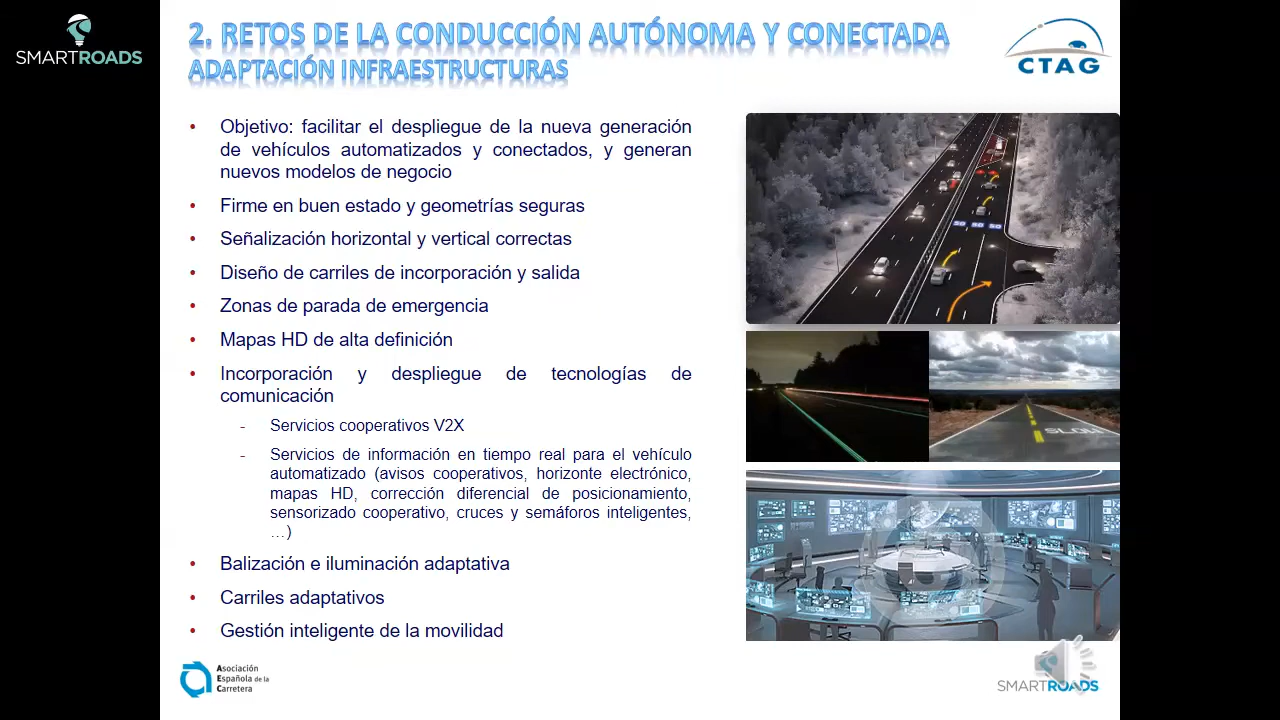 SMARTROADS
2. RETOS DE LA CONDUCCIÓN AUTÓNOMA Y CONECTADA
ADAPTACIÓN INFRAESTRUCTURAS
CTAG
• Objetivo: facilitar el despliegue de la nueva generación
de vehículos automatizados y conectados, y generan
nuevos modelos de negocio
• Firme en buen estado y geometrías seguras
• Señalización horizontal y vertical correctas
• Diseño de carriles de incorporación y salida
• Zonas de parada de emergencia
• Mapas HD de alta definición
• Incorporación y despliegue de tecnologías de
comunicación
- Servicios cooperativos V2X
- Servicios de información en tiempo real para el vehículo
automatizado (avisos cooperativos, horizonte electrónico,
mapas HD, corrección diferencial de posicionamiento,
sensorizado cooperativo, cruces y semáforos inteligentes,
…)
• Balización e iluminación adaptativa
• Carriles adaptativos
• Gestión inteligente de la movilidad
50 50 50
SLOW
Asociación
Española de la
Carretera
SMARTROADS